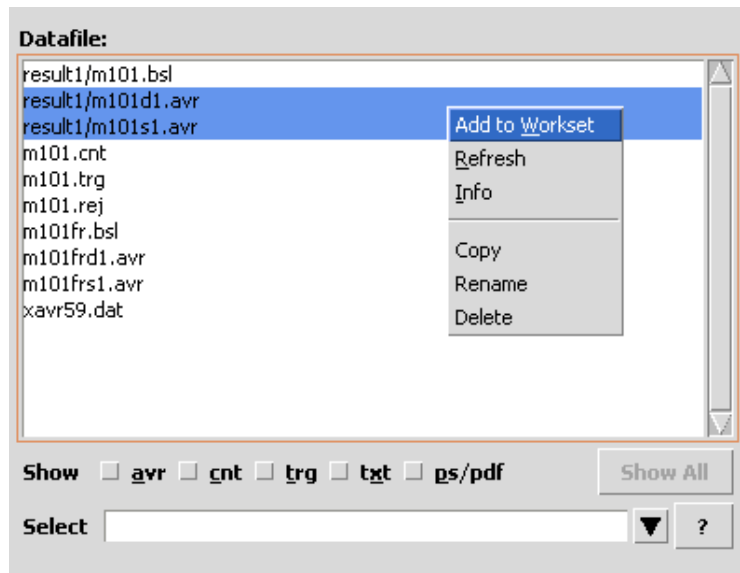 Datafile:
result1/m101.bsl
result1/m101d1.avr
result1/m101s1.avr
m101.cnt
m101.trg
m101.rej
m101fr.bsl
m101frd1.avr
m101frs1.avr
xavr59.dat
Add to Workset
Refresh
Info
Copy
Rename
Delete
Show avr cnt trg txt ps/pdf Show All
Select ?